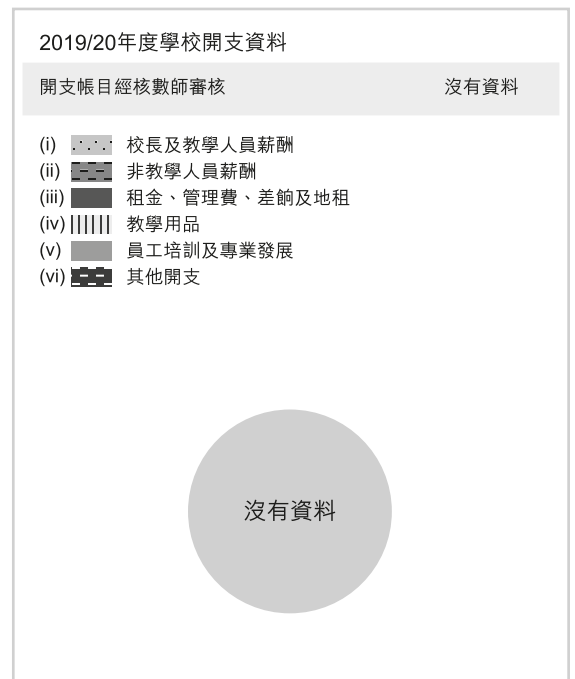 2019/20年度學校開支資料
開支帳目經核數師審核 沒有資料
(i) 校長及教學人員薪酬
(ii) 非教學人員薪酬
(iii) 租金、管理費、差餉及地租
(iv) 教學用品
(v) 員工培訓及專業發展
(vi) 其他開支
沒有資料